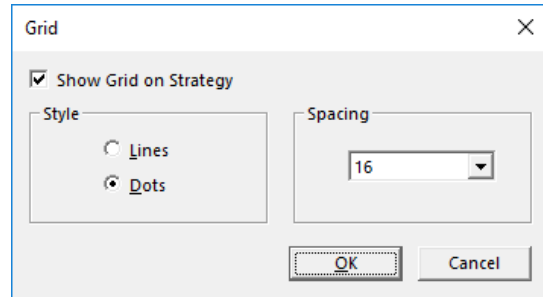 Grid
Show Grid on Strategy
Style
Lines
Dots
Spacing
16
OK
Cancel